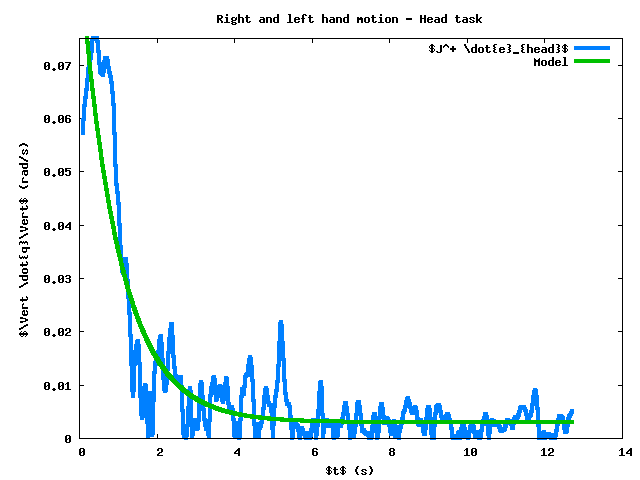 Right and left hand motion - Head task
$J^+ \dot{e}_{head}$
Model
0.07
0.06
0.05
0.04
0.03
0.02
0.01
0
$\Vert \dot{q}\Vert$ (rad/s)
0 2 4 6 8 10 12 14
$t$ (s)